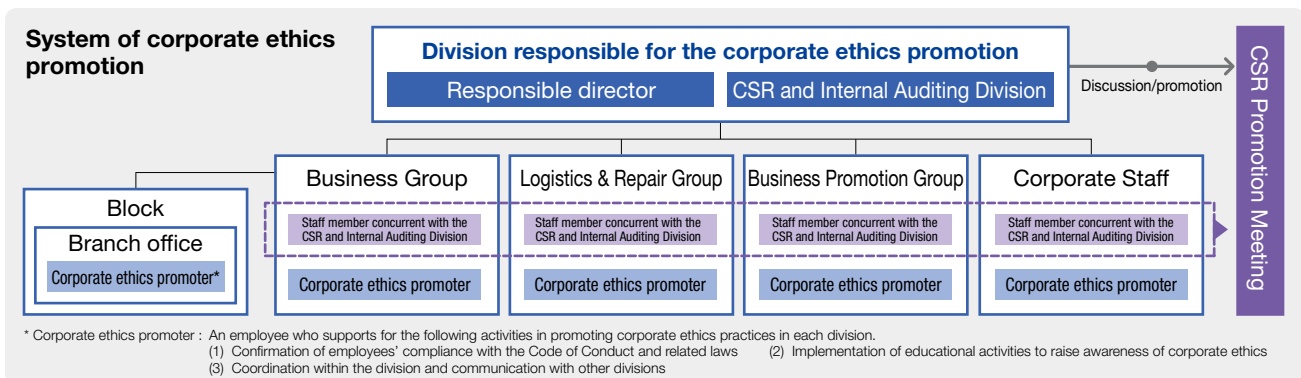 System of corporate ethics
promotion
Division responsible for the corporate ethics promotion
Responsible director
CSR and Internal Auditing Division
Discussion/promotion
CSR Promotion Meeting
Block
Branch office
Corporate ethics promoter*
Business Group
Staff member concurrent with the
CSR and Internal Auditing Division
Corporate ethics promoter
Logistics & Repair Group
Staff member concurrent with the
CSR and Internal Auditing Division
Corporate ethics promoter
Business Promotion Group
Staff member concurrent with the
CSR and Internal Auditing Division
Corporate ethics promoter
Corporate Staff
Staff member concurrent with the
CSR and Internal Auditing Division
Corporate ethics promoter
* Corporate ethics promoter : An employee who supports for the following activities in promoting corporate ethics practices in each division.
(1) Confirmation of employees' compliance with the Code of Conduct and related laws (2) Implementation of educational activities to raise awareness of corporate ethics
(3) Coordination within the division and communication with other divisions